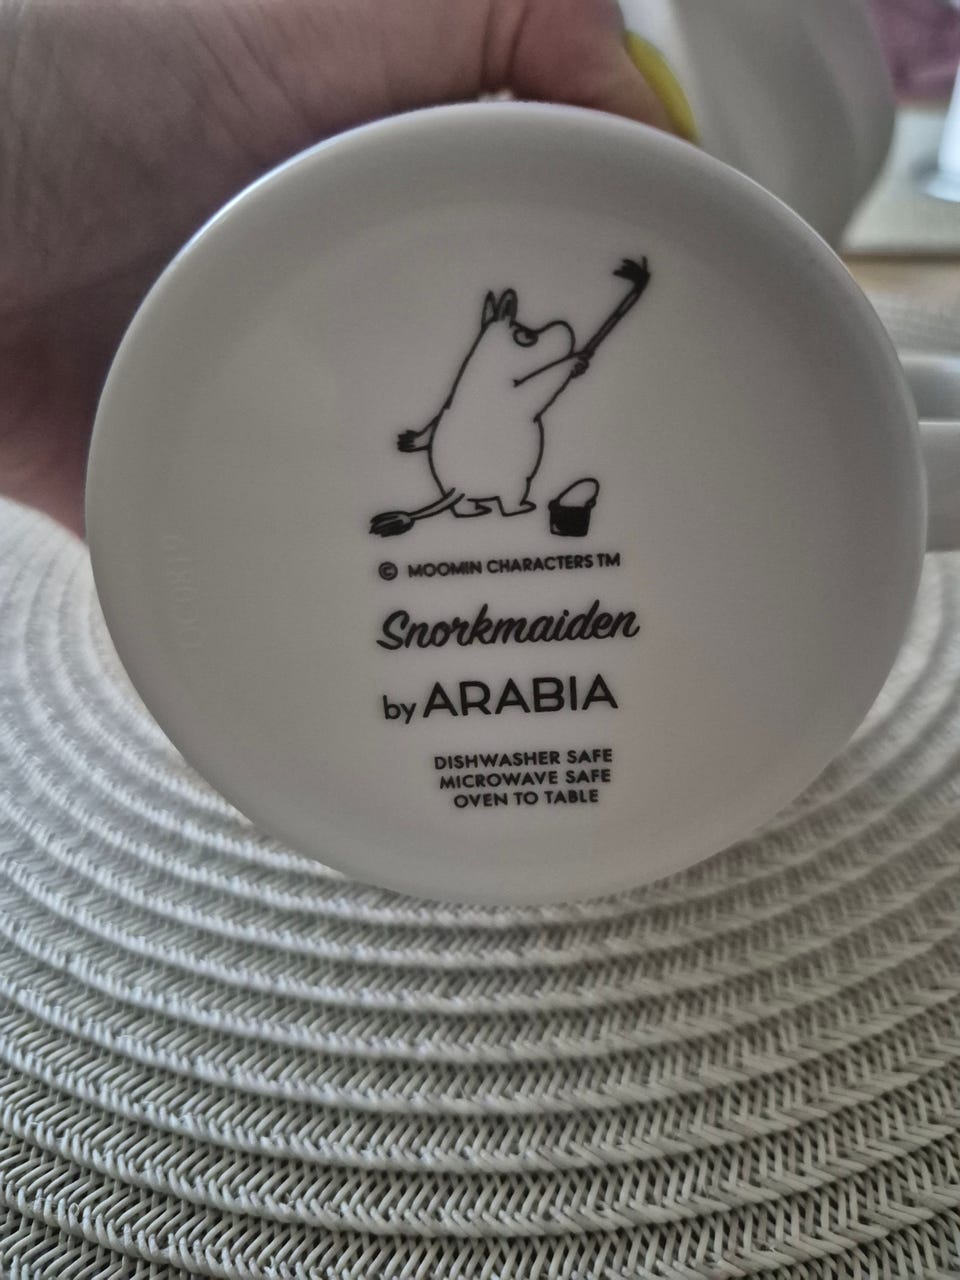 © MOOMIN CHARACTERS TM
Snorkmaiden
by ARABIA
DISHWASHER SAFE
MICROWAVE SAFE
OVEN TO TABLE